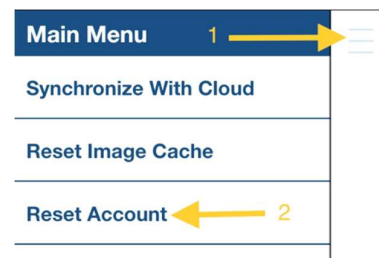 Main Menu 1
Synchronize With Cloud
Reset Image Cache
Reset Account 2